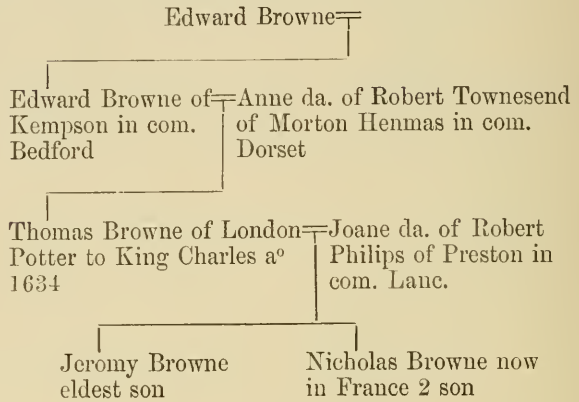 Edward Browne
Edward Browne of
Kempson in com.
Bedford
Anne da. of Robert Townesend
of Morton Henmas in com.
Dorset
Thomas Browne of London
Potter to King Charles aº
1634
Joane da. of Robert
Philips of Preston in
com. Lanc.
Jeromy Browne
eldest son
Nicholas Browne now
in France 2 son